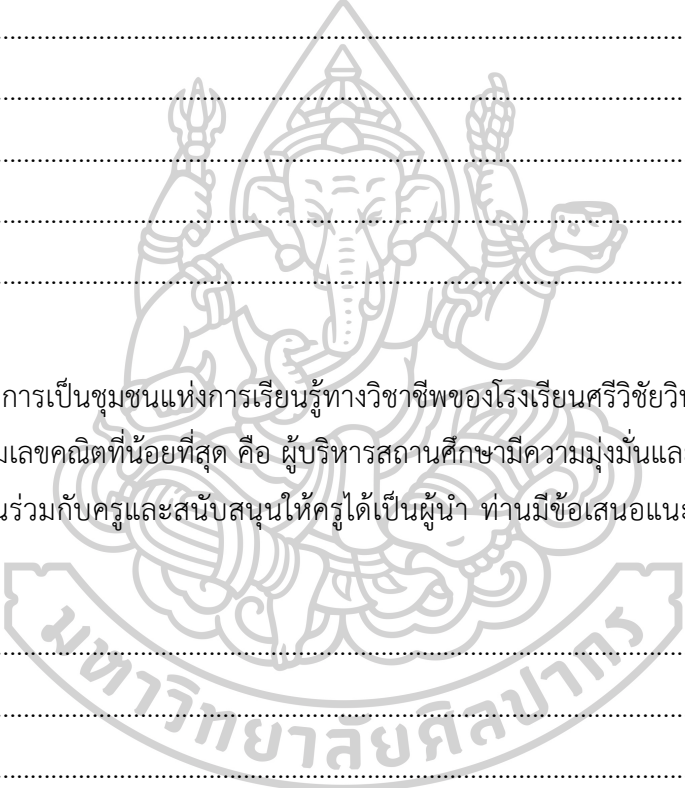 ................................................................................
................................................................................
................................................................................
................................................................................
................................................................................
การเป็นชุมชนแห่งการเรียนรู้ทางวิชาชีพของโรงเรียนศรีวิชัยวิ
เลขคณิตที่น้อยที่สุด คือ ผู้บริหารสถานศึกษามีความมุ่งมั่นและ
ร่วมกับครูและสนับสนุนให้ครูได้เป็นผู้นำ ท่านมีข้อเสนอแนะ
................................................................................
................................................................................
มหาวิทยาลัยศิลปากร
................................................................................